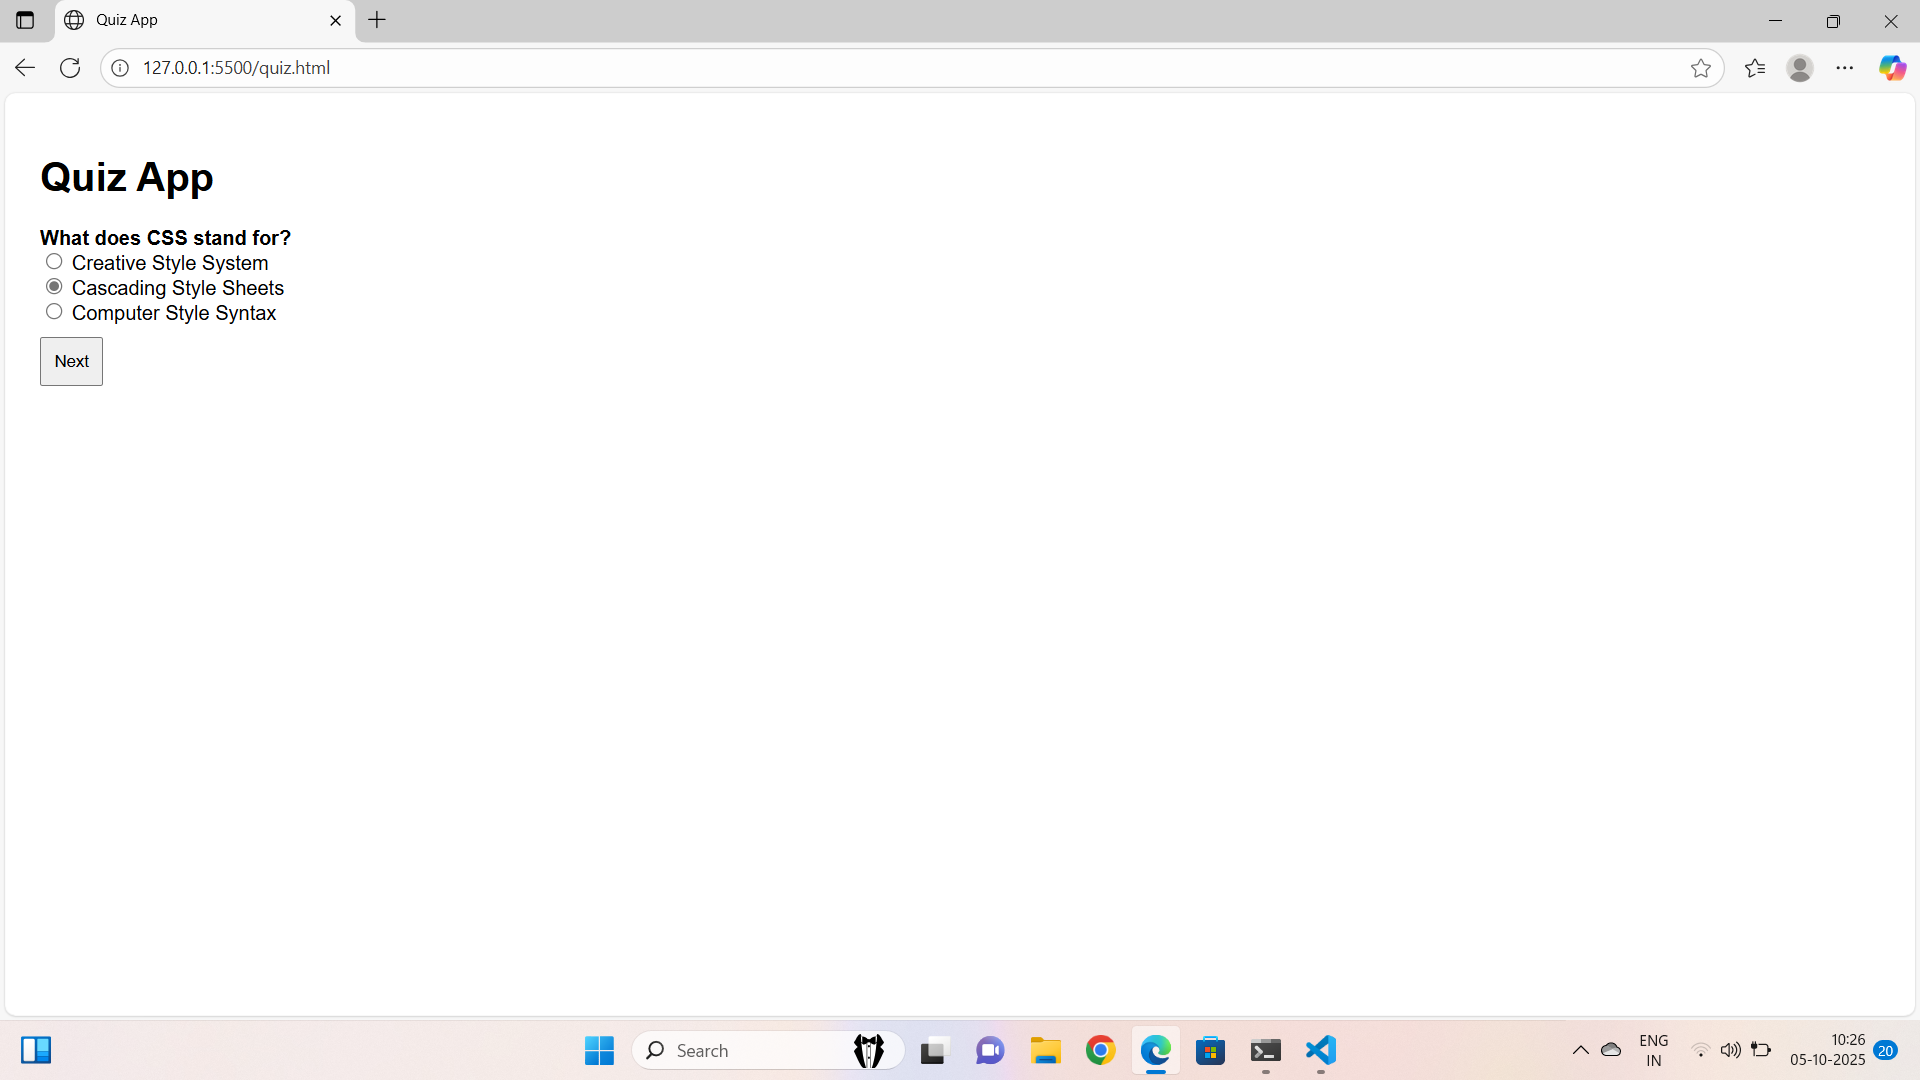 Quiz App
127.0.0.1:5500/quiz.html
Quiz App
What does CSS stand for?
Creative Style System
Cascading Style Sheets
Computer Style Syntax
Next
Search
ENG
IN
10:26
05-10-2025
20